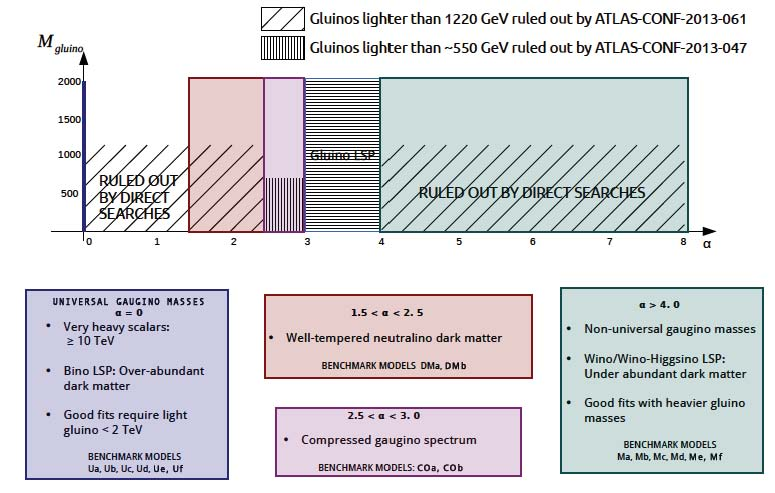 Gluinos lighter than 1220 GeV ruled out by ATLAS-CONF-2013-061
Gluinos lighter than ~550 GeV ruled out by ATLAS-CONF-2013-047
M gluino
2000
1500
1000
500
Gluino LSP
RULED OUT
BY DIRECT
SEARCHES
RULED OUT BY DIRECT SEARCHES
0 1 2 3 4 5 6 7 8 α
UNIVERSAL GAUGINO MASSES
α = 0
• Very heavy scalars:
≥ 10 TeV
• Bino LSP: Over-abundant
dark matter
• Good fits require light
gluino < 2 TeV
BENCHMARK MODELS
Ua, Ub, Uc, Ud, Ue, Uf
1.5 < α < 2. 5
• Well-tempered neutralino dark matter
BENCHMARK MODELS DMa, DMb
2.5 < α < 3. 0
• Compressed gaugino spectrum
BENCHMARK MODELS: COa, COb
α > 4. 0
• Non-universal gaugino masses
• Wino/Wino-Higgsino LSP:
Under abundant dark matter
• Good fits with heavier gluino
masses
BENCHMARK MODELS
Ma, Mb, Mc, Md, Me, Mf